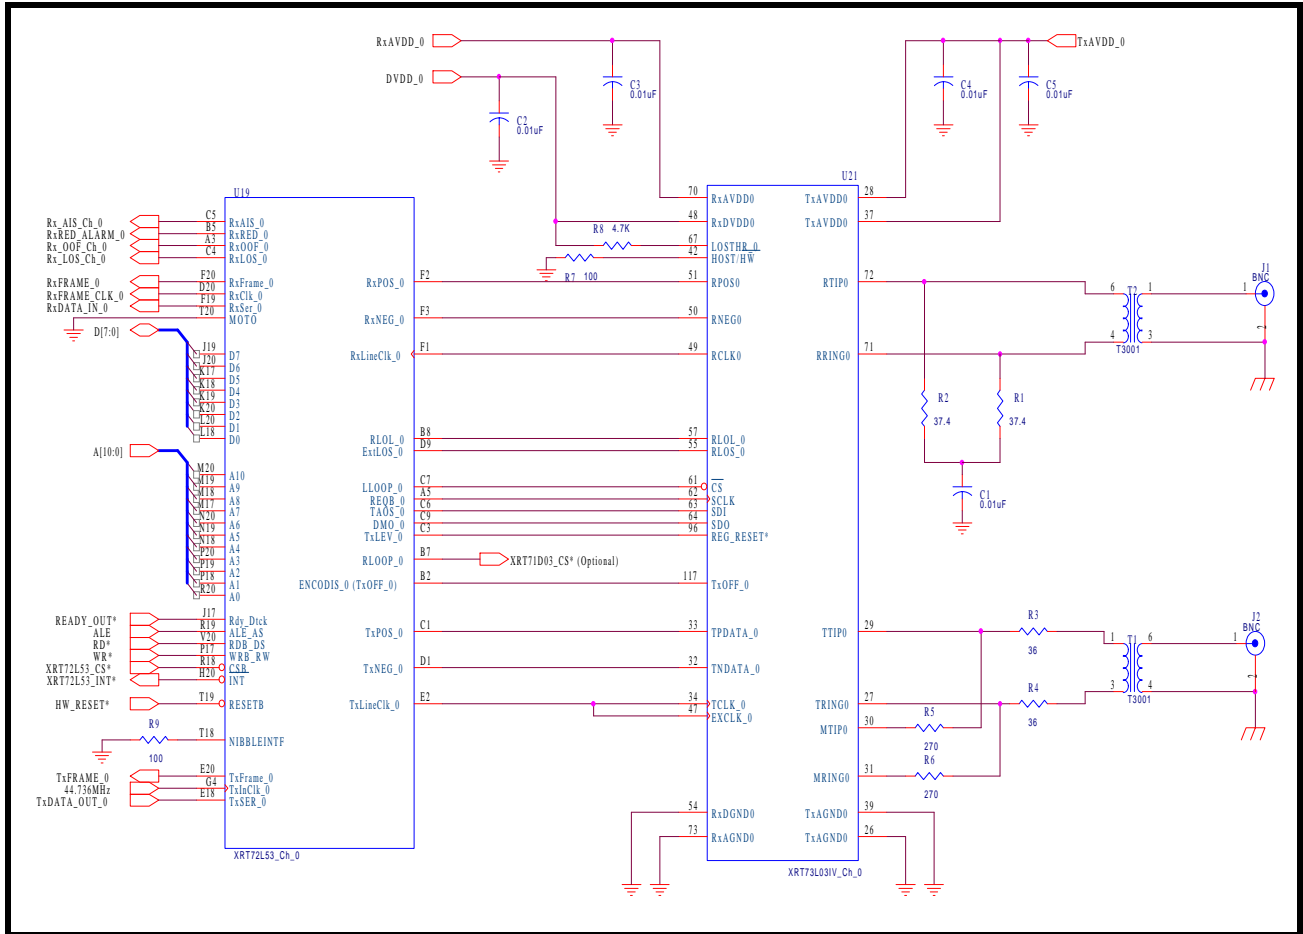 RxAVDD_0
TxAVDD_0
DVDD_0
C3
0.01uF
C4
0.01uF
C5
0.01uF
C2
0.01uF
U19
U21
Rx_AIS_Ch_0
C5
RxAIS_0
RxRED_ALARM_0
B5
RxRED_0
Rx_OOF_Ch_0
A3
RxOOF_0
Rx_LOS_Ch_0
C4
RxLOS_0
RxFRAME_0
F20
RxFrame_0
RxFRAME_CLK_0
D20
RxClk_0
RxDATA_IN_0
F19
RxSer_0
T20
MOTO
D[7:0]
J19
D7
J20
D6
K17
D5
K18
D4
K19
D3
K20
D2
L20
D1
L18
D0
A[10:0]
M20
A10
M19
A9
M18
A8
M17
A7
N20
A6
N19
A5
N18
A4
P20
A3
P19
A2
P18
A1
R20
A0
READY_OUT*
J17
Rdy_Dtck
ALE
R19
ALE_AS
RD*
V20
RDB_DS
WR*
P17
WRB_RW
XRT72L53_CS*
R18
CSB
XRT72L53_INT*
H20
INT
HW_RESET*
T19
RESETB
R9
100
T18
NIBBLEINTF
TxFRAME_0
E20
TxFrame_0
44.736MHz
G4
TxInClk_0
TxDATA_OUT_0
E18
TxSER_0
XRT72L53_Ch_0
RxPOS_0
F2
RxNEG_0
F3
RxLineClk_0
F1
RLOL_0
B8
ExtLOS_0
D9
LLOOP_0
C7
REQB_0
A5
TAOS_0
C6
DMO_0
C9
TxLEV_0
C3
RLOOP_0
B7
XRT71D03_CS* (Optional)
ENCODIS_0 (TxOFF_0)
B2
TxPOS_0
C1
TxNEG_0
D1
TxLineClk_0
E2
R8
4.7K
R7
100
70
RxAVDD0
48
RxDVDD0
67
LOSTHR_0
42
HOST/HW
51
RPOS0
50
RNEG0
49
RCLK0
57
RLOL_0
55
RLOS_0
61
CS
62
SCLK
63
SDI
64
SDO
96
REG_RESET*
117
TxOFF_0
33
TPDATA_0
32
TNDATA_0
34
TCLK_0
47
EXCLK_0
54
RxDGND0
73
RxAGND0
TxAVDD0
28
TxAVDD0
37
RTIP0
72
RRING0
71
TTIP0
29
TRING0
27
MTIP0
30
MRING0
31
TxAGND0
39
TxAGND0
26
XRT73L03IV_Ch_0
R2
37.4
R1
37.4
C1
0.01uF
6
T2
1
4
3
T3001
J1
BNC
1
2
R3
36
R4
36
R5
270
R6
270
1
T1
6
3
4
T3001
J2
BNC
1
2